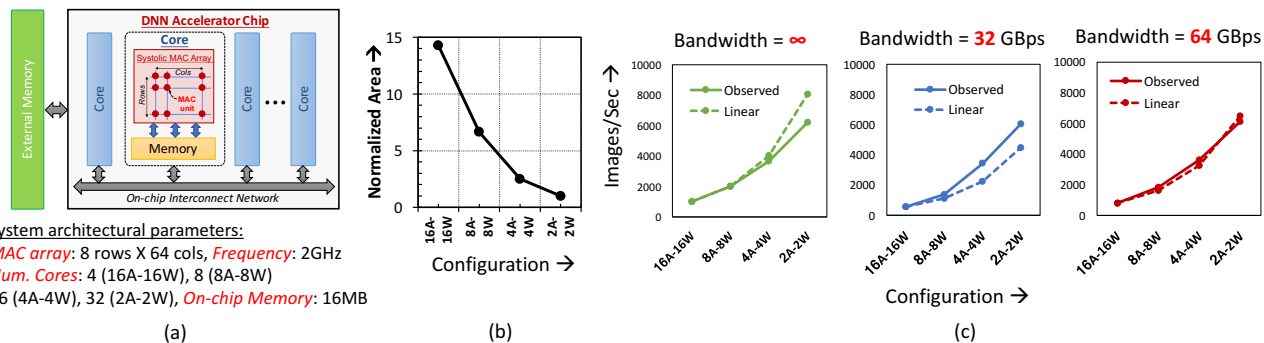 DNN Accelerator Chip
External Memory
Core
Core
Systolic MAC Array
Cols
Rows
MAC
unit
Memory
Core
Core
On-chip Interconnect Network
ystem architectural parameters:
MAC array: 8 rows X 64 cols, Frequency: 2GHz
um. Cores: 4 (16A-16W), 8 (8A-8W)
6 (4A-4W), 32 (2A-2W), On-chip Memory: 16MB
(a)
Normalized Area →
15
10
5
0
16A-
16W
8A-
8W
4A-
4W
2A-
2W
Configuration →
(b)
Images/Sec →
Bandwidth = ∞
10000
8000
6000
4000
2000
0
Observed
Linear
16A-16W
8A-8W
4A-4W
2A-2W
Bandwidth = 32 GBps
10000
8000
6000
4000
2000
0
Observed
Linear
16A-16W
8A-8W
4A-4W
2A-2W
Bandwidth = 64 GBps
10000
8000
6000
4000
2000
0
Observed
Linear
16A-16W
8A-8W
4A-4W
2A-2W
Configuration →
(c)